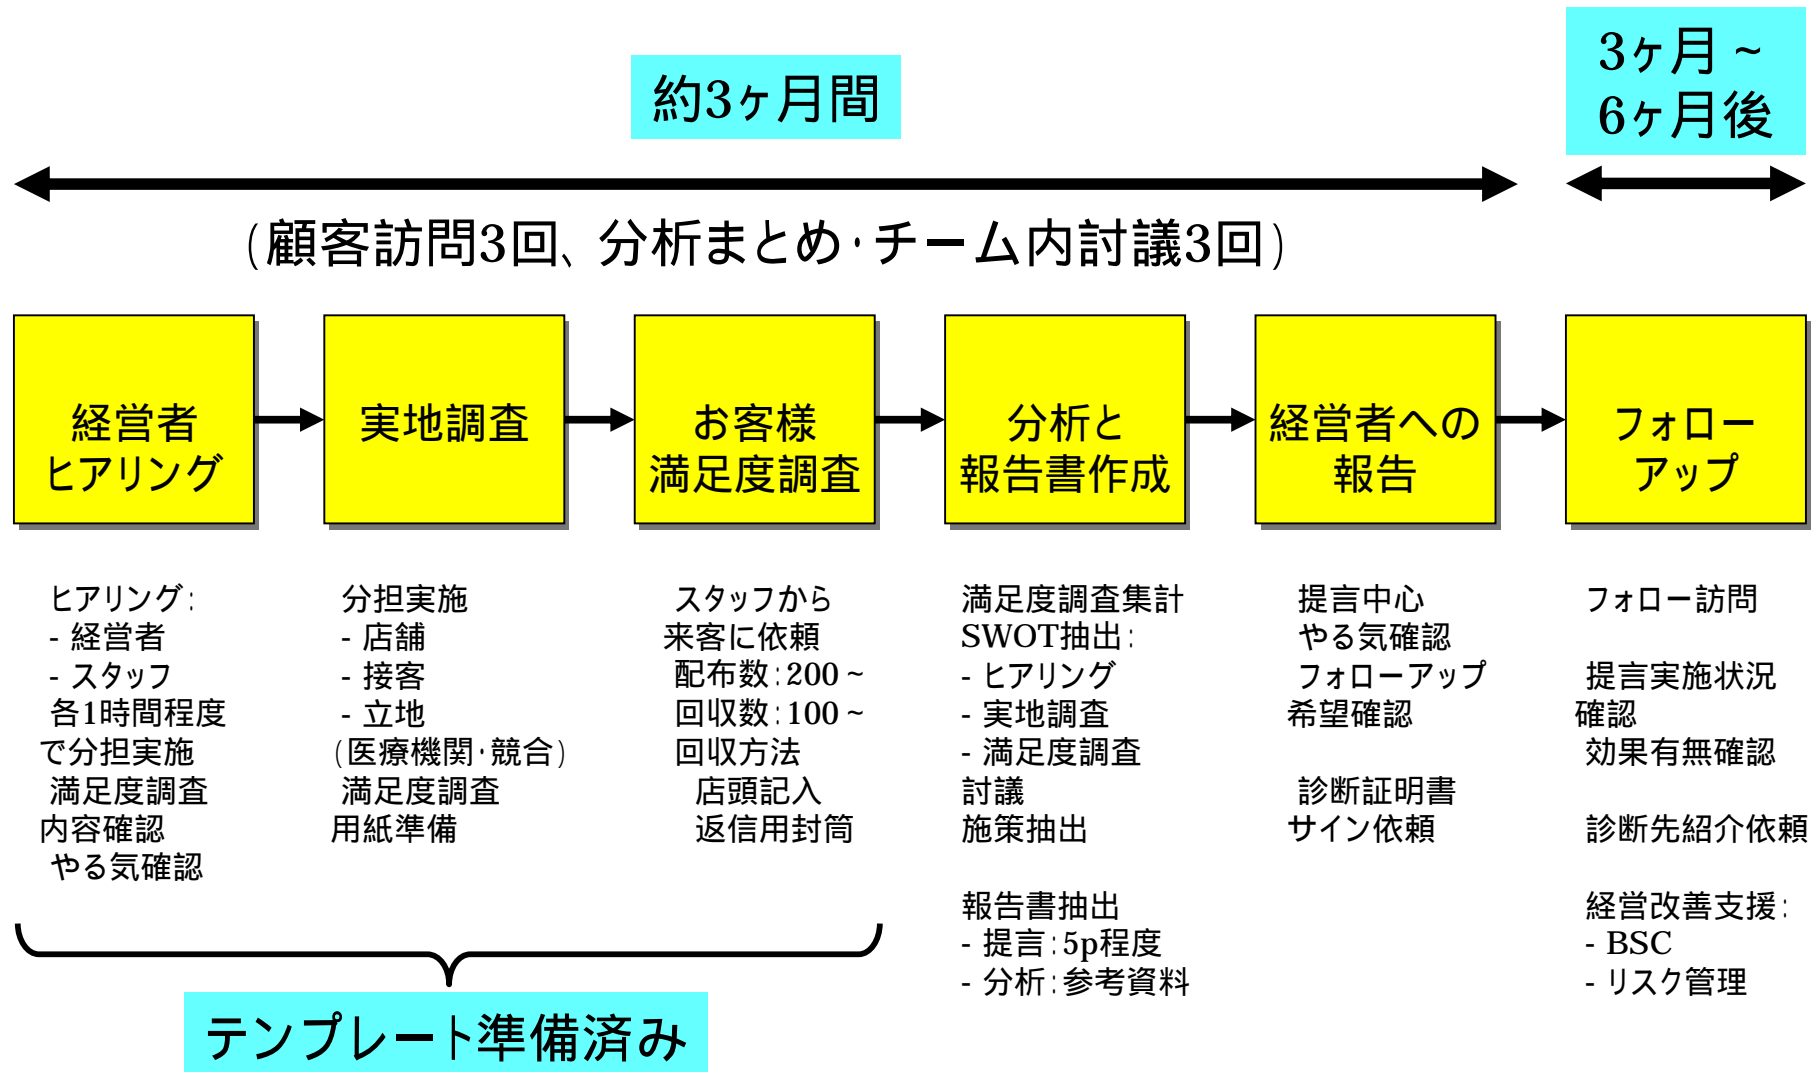 約3ヶ月間
3ヶ月~
6ヶ月後
(顧客訪問3回、分析まとめ・チーム内討議3回)
経営者
ヒアリング
実地調査
お客様
満足度調査
分析と
報告書作成
経営者への
報告
フォロー
アップ
ヒアリング:
- 経営者
- スタッフ
各1時間程度
で分担実施
満足度調査
内容確認
やる気確認
分担実施
- 店舗
- 接客
- 立地
(医療機関・競合)
満足度調査
用紙準備
スタッフから
来客に依頼
配布数:200~
回収数:100~
回収方法
店頭記入
返信用封筒
満足度調査集計
SWOT抽出:
- ヒアリング
- 実地調査
- 満足度調査
討議
施策抽出
報告書抽出
- 提言:5p程度
- 分析:参考資料
提言中心
やる気確認
フォローアップ
希望確認
診断証明書
サイン依頼
フォロー訪問
提言実施状況
確認
効果有無確認
診断先紹介依頼
経営改善支援:
- BSC
- リスク管理
テンプレート準備済み